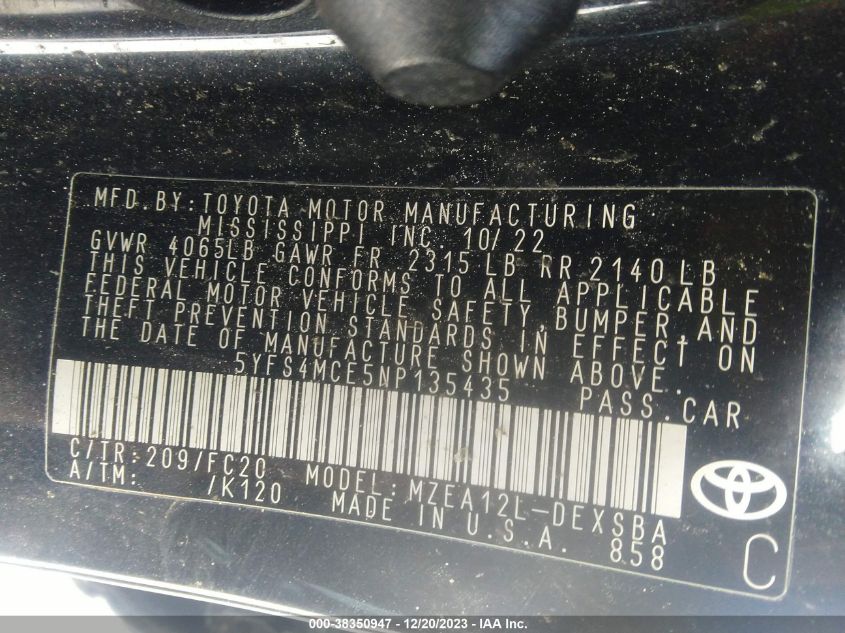 MFD. BY: TOYOTA MOTOR MANUFACTURING
MISSISSIPPI INC. 10/22
GVWR 4065LB GAWR FR 2315 LB RR 2140 LB
THIS VEHICLE CONFORMS TO ALL APPLICABLE
FEDERAL MOTOR VEHICLE SAFETY, BUMPER, AND
THEFT PREVENTION STANDARDS IN EFFECT ON
THE DATE OF MANUFACTURE SHOWN ABOVE.
5YFS4MCE5NP135435 PASS. CAR
C/TR: 209/FC20 MODEL: MZEA12L-DEXSBA
A/TM: /K120 MADE IN U.S.A. 858
C
000-38350947 - 12/20/2023 - IAA Inc.